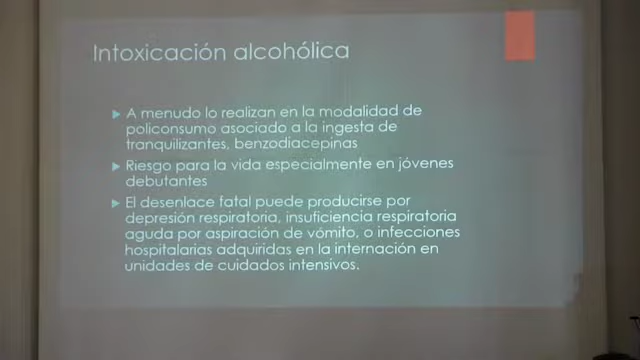 Intoxicación alcohólica
A menudo lo realizan en la modalidad de
policonsumo asociado a la ingesta de
tranquilizantes, benzodiacepinas
Riesgo para la vida especialmente en jóvenes
debutantes
El desenlace fatal puede producirse por
depresión respiratoria, insuficiencia respiratoria
aguda por aspiración de vómito, o infecciones
hospitalarias adquiridas en la internación en
unidades de cuidados intensivos.